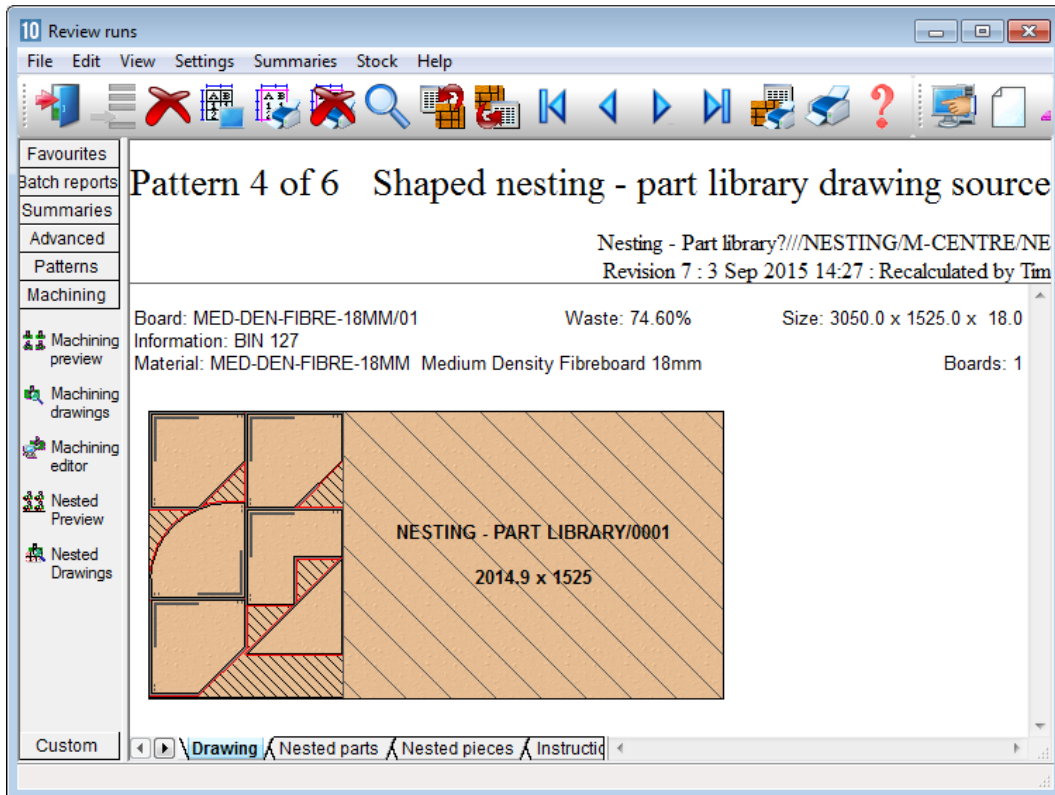 10 Review runs
File Edit View Settings Summaries Stock Help
Favourites
Batch reports
Summaries
Advanced
Patterns
Machining
Machining
preview
Machining
drawings
Machining
editor
Nested
Preview
Nested
Drawings
Custom
Pattern 4 of 6 Shaped nesting - part library drawing source
Nesting - Part library?///NESTING/M-CENTRE/NE
Revision 7 : 3 Sep 2015 14:27 : Recalculated by Tim
Board: MED-DEN-FIBRE-18MM/01 Waste: 74.60% Size: 3050.0 x 1525.0 x 18.0
Information: BIN 127
Material: MED-DEN-FIBRE-18MM Medium Density Fibreboard 18mm Boards: 1
NESTING - PART LIBRARY/0001
2014.9 x 1525
Drawing Nested parts Nested pieces Instructio